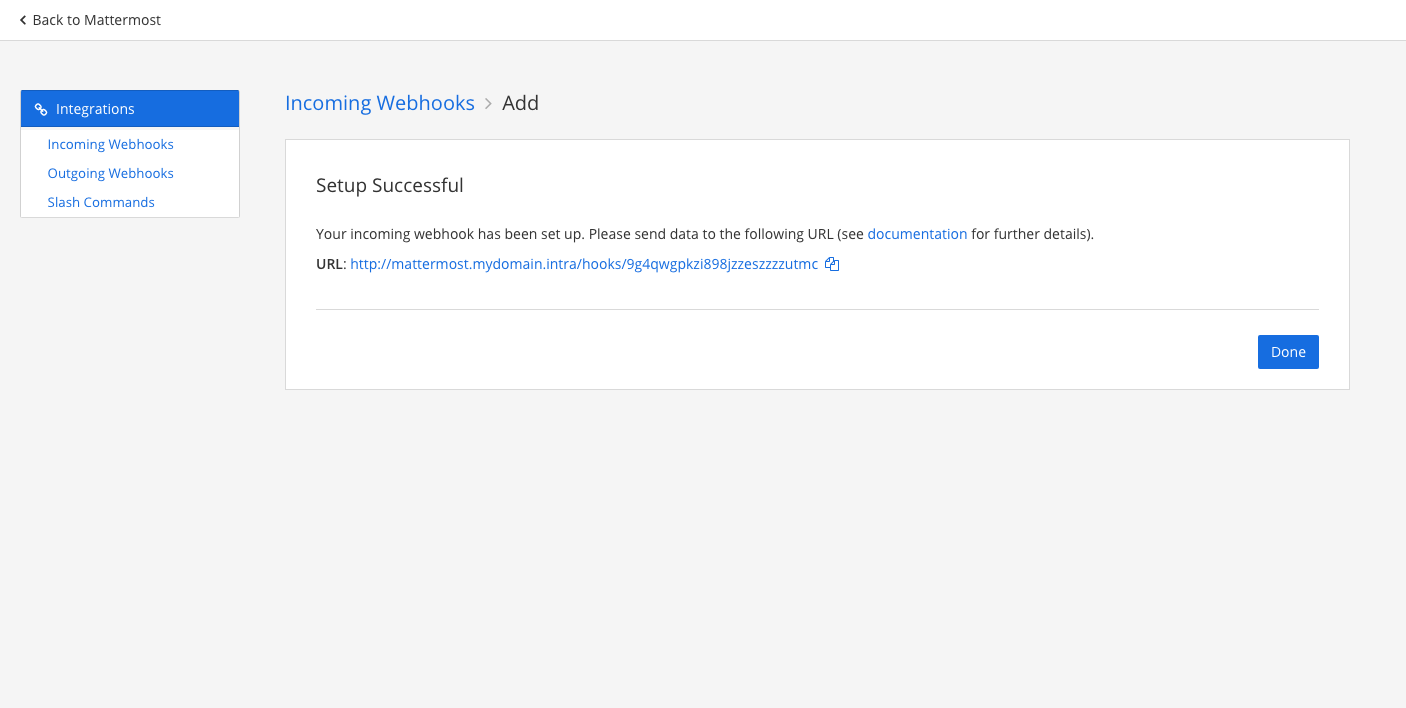 Back to Mattermost
Integrations
Incoming Webhooks
Outgoing Webhooks
Slash Commands
Incoming Webhooks > Add
Setup Successful
Your incoming webhook has been set up. Please send data to the following URL (see documentation for further details).
URL: http://mattermost.mydomain.intra/hooks/9g4qwgpkzi898jzzeszzzzutmc
Done